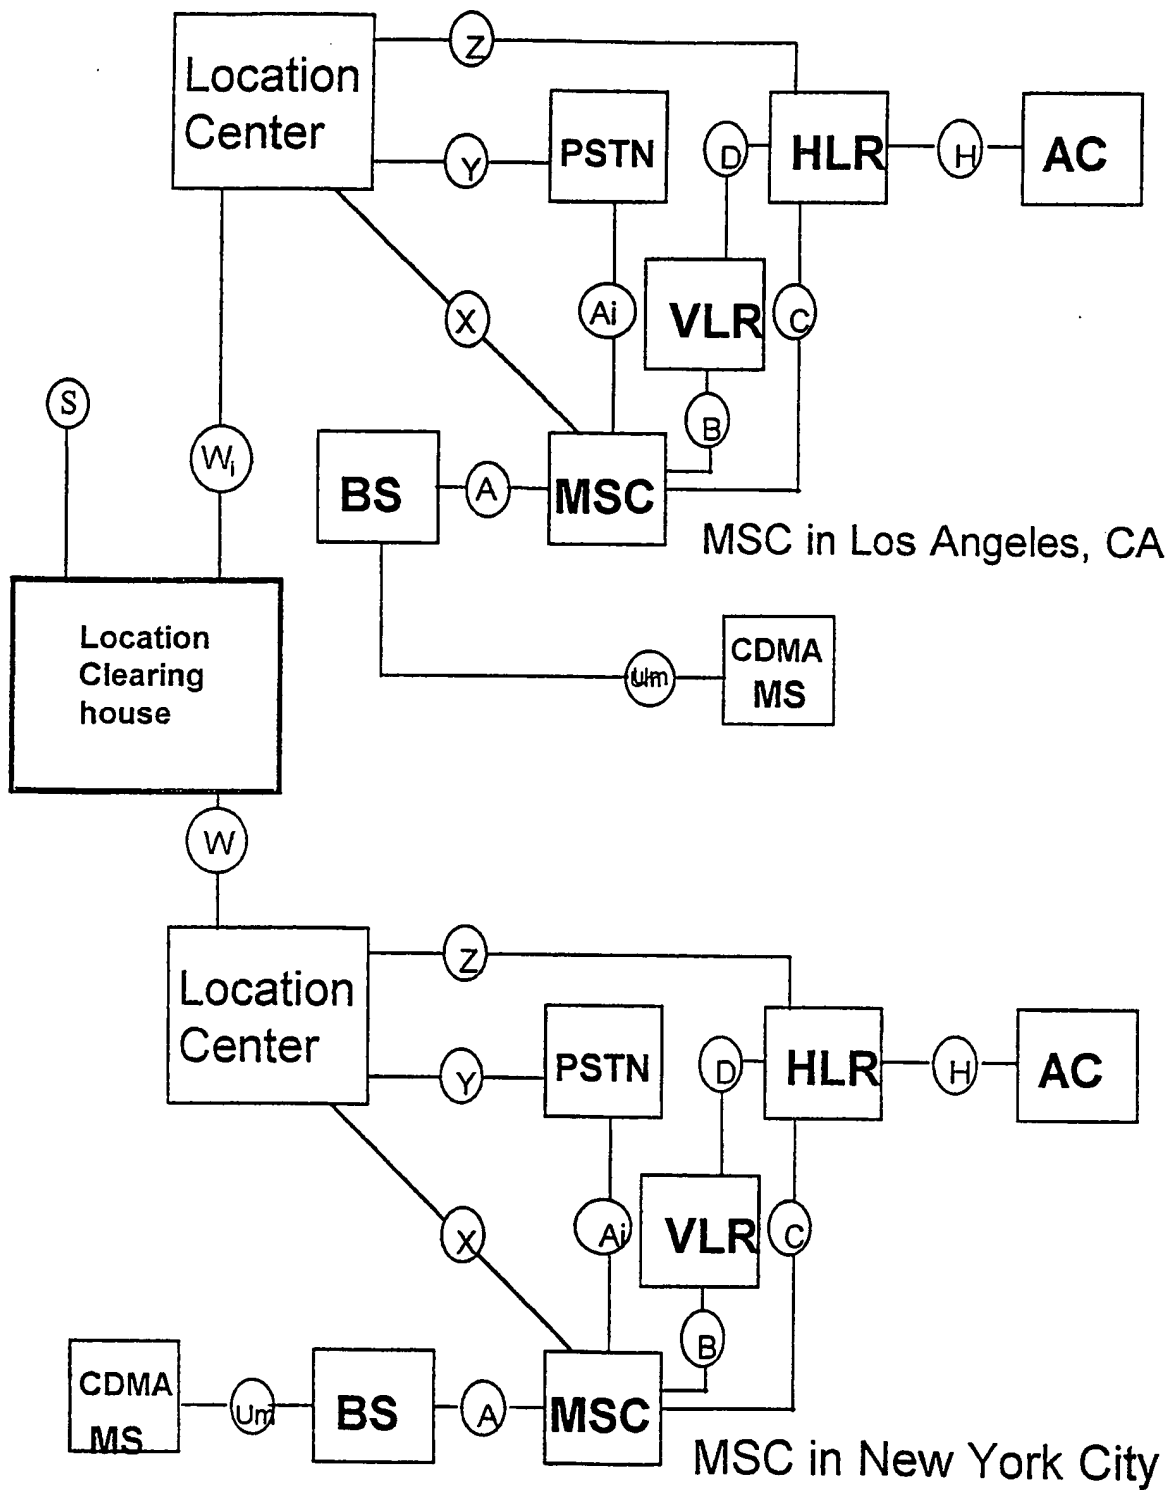 Z
Location
Center
Y
PSTN
D
HLR
H
AC
X
Ai
VLR
C
S
Wi
B
BS
A
MSC
MSC in Los Angeles, CA
Location
Clearing
house
Um
CDMA
MS
W
Z
Location
Center
Y
PSTN
D
HLR
H
AC
X
Ai
VLR
C
B
CDMA
MS
Um
BS
A
MSC
MSC in New York City